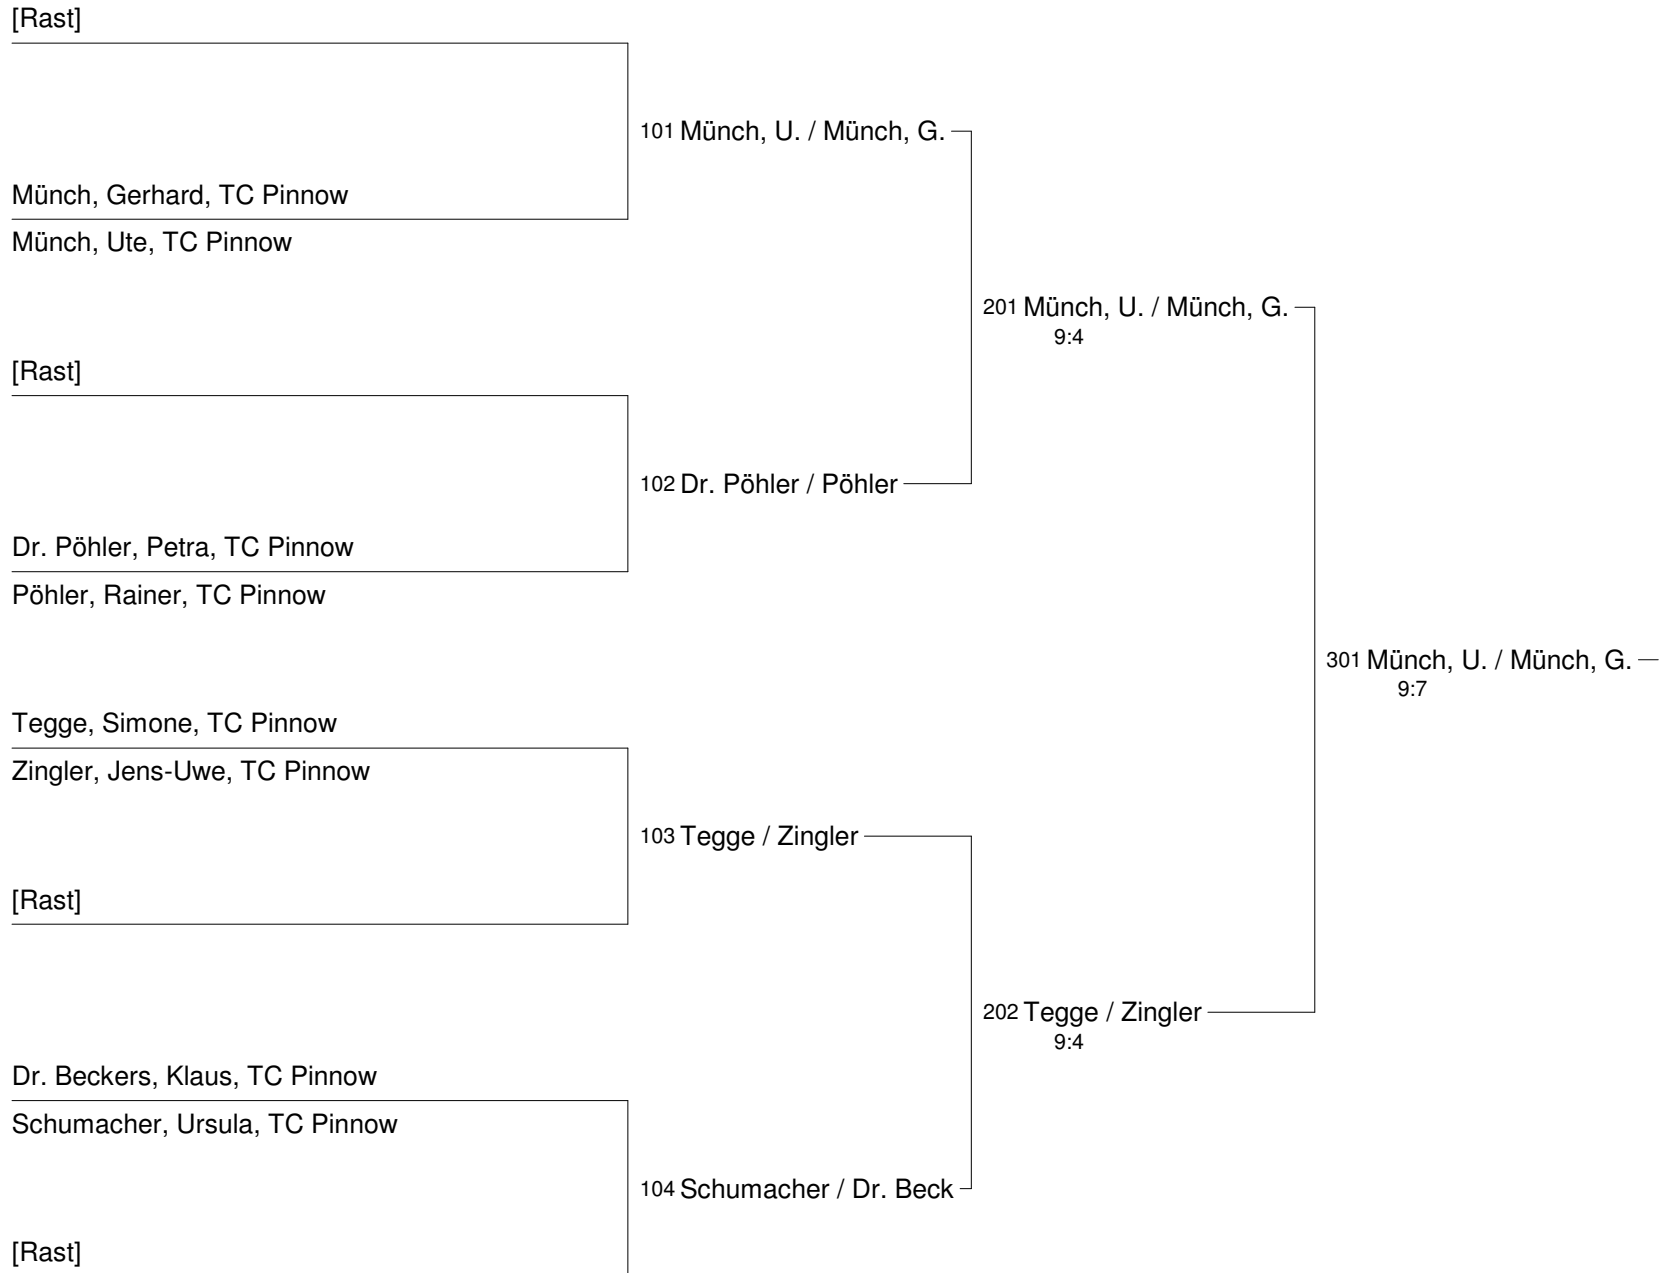 [Rast]
101 Münch, U. / Münch, G.
Münch, Gerhard, TC Pinnow
Münch, Ute, TC Pinnow
201 Münch, U. / Münch, G.
9:4
[Rast]
102 Dr. Pöhler / Pöhler
Dr. Pöhler, Petra, TC Pinnow
Pöhler, Rainer, TC Pinnow
301 Münch, U. / Münch, G.
9:7
Tegge, Simone, TC Pinnow
Zingler, Jens-Uwe, TC Pinnow
103 Tegge / Zingler
[Rast]
202 Tegge / Zingler
9:4
Dr. Beckers, Klaus, TC Pinnow
Schumacher, Ursula, TC Pinnow
104 Schumacher / Dr. Beck
[Rast]